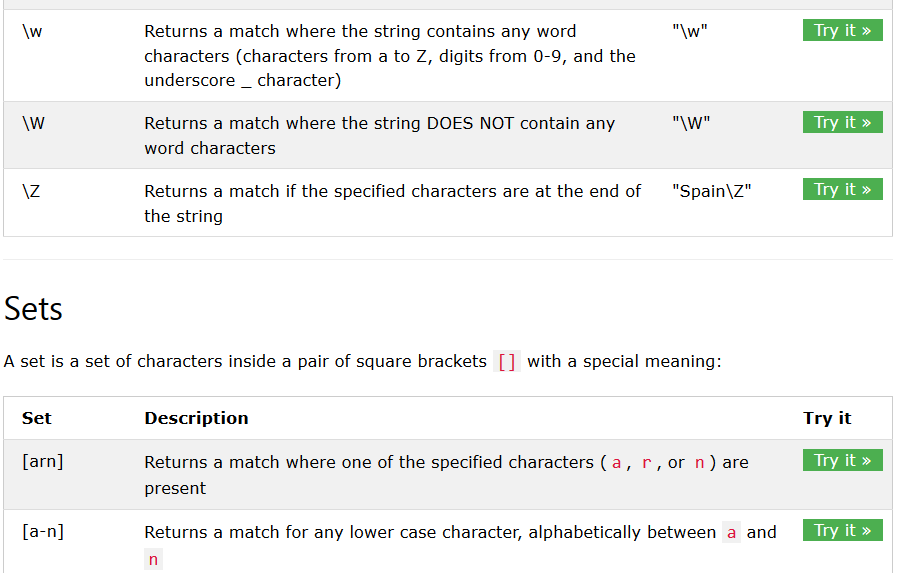 \w Returns a match where the string contains any word "\w" Try it »
characters (characters from a to Z, digits from 0-9, and the
underscore _ character)
\W Returns a match where the string DOES NOT contain any "\W" Try it »
word characters
\Z Returns a match if the specified characters are at the end of "Spain\Z" Try it »
the string
Sets
A set is a set of characters inside a pair of square brackets [] with a special meaning:
Set Description Try it
[arn] Returns a match where one of the specified characters (a, r, or n) are Try it »
present
[a-n] Returns a match for any lower case character, alphabetically between a and Try it »
n